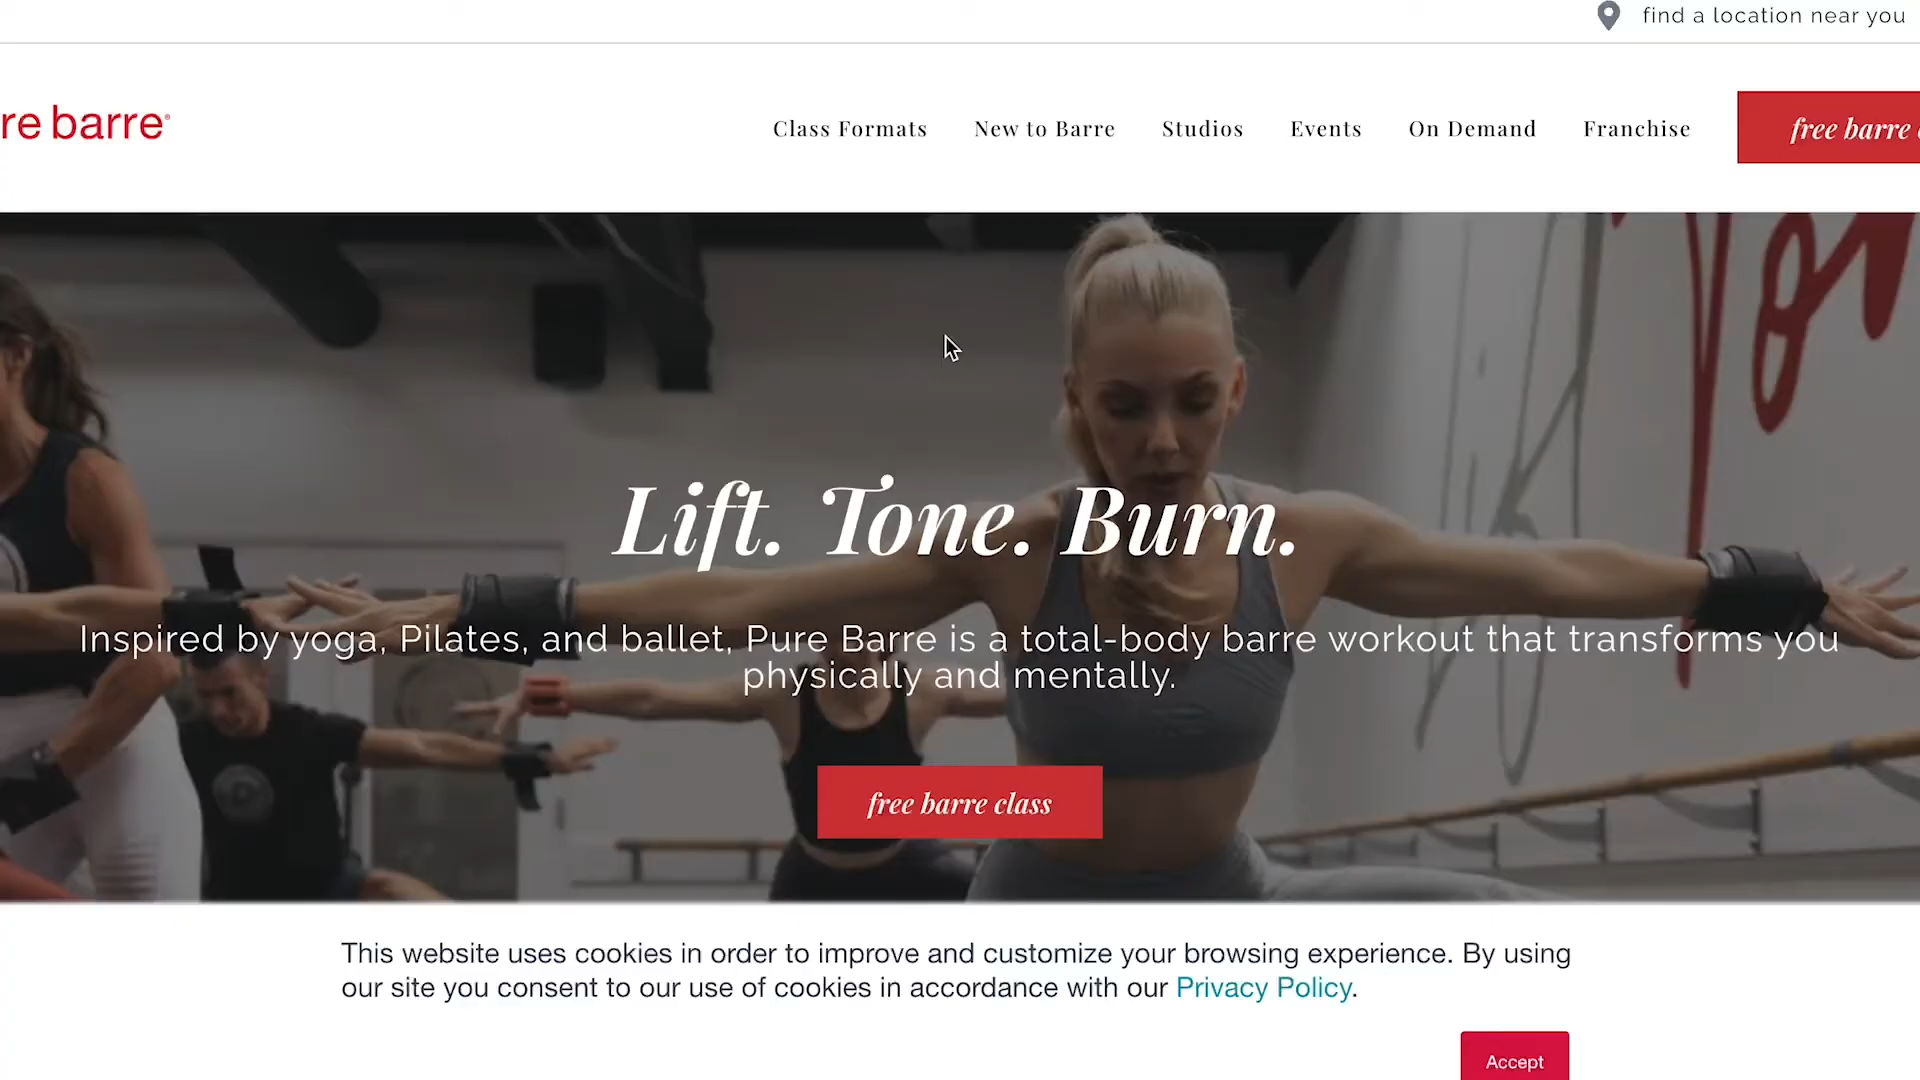 find a location near you
re barre
Class Formats New to Barre Studios Events On Demand Franchise
free barre
Lift. Tone. Burn.
Inspired by yoga, Pilates, and ballet, Pure Barre is a total-body barre workout that transforms you
physically and mentally.
free barre class
This website uses cookies in order to improve and customize your browsing experience. By using
our site you consent to our use of cookies in accordance with our Privacy Policy.
Accept